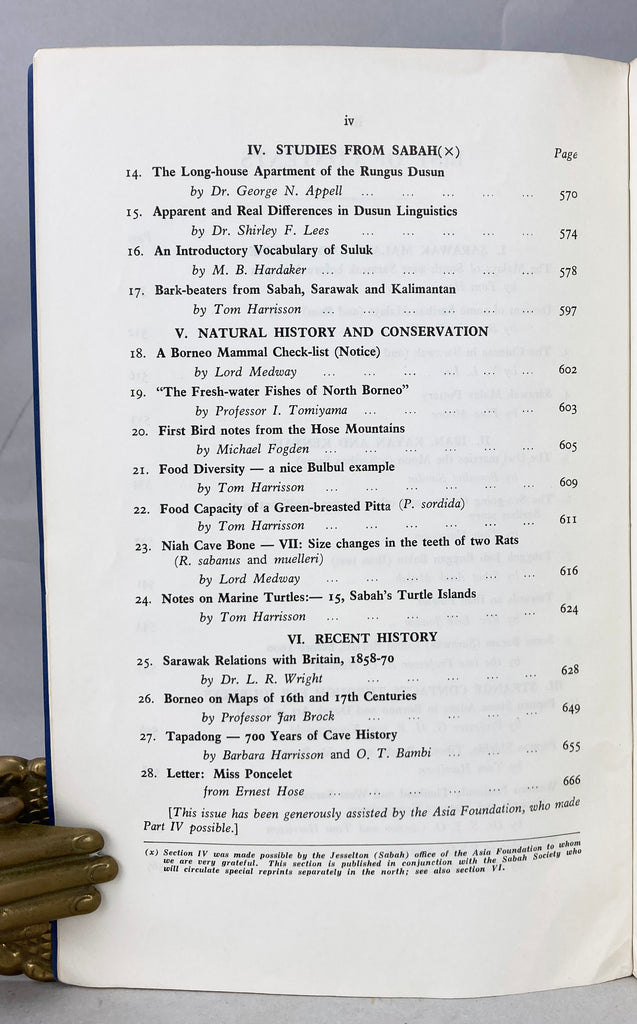 iv
IV. STUDIES FROM SABAH(×)
Page
14. The Long-house Apartment of the Rungus Dusun
by Dr. George N. Appell ... ... ... ... ... 570
15. Apparent and Real Differences in Dusun Linguistics
by Dr. Shirley F. Lees ... ... ... ... ... 574
16. An Introductory Vocabulary of Suluk
by M. B. Hardaker ... ... ... ... ... ... 578
17. Bark-beaters from Sabah, Sarawak and Kalimantan
by Tom Harrisson ... ... ... ... ... ... 597
V. NATURAL HISTORY AND CONSERVATION
18. A Borneo Mammal Check-list (Notice)
by Lord Medway ... ... ... ... ... ... 602
19. "The Fresh-water Fishes of North Borneo"
by Professor I. Tomiyama ... ... ... ... ... 603
20. First Bird notes from the Hose Mountains
by Michael Fogden ... ... ... ... ... ... 605
21. Food Diversity — a nice Bulbul example
by Tom Harrisson ... ... ... ... ... ... 609
22. Food Capacity of a Green-breasted Pitta (P. sordida)
by Tom Harrisson ... ... ... ... ... ... 611
23. Niah Cave Bone — VII: Size changes in the teeth of two Rats
(R. sabanus and muelleri)
by Lord Medway ... ... ... ... ... ... 616
24. Notes on Marine Turtles:— 15, Sabah's Turtle Islands
by Tom Harrisson ... ... ... ... ... ... 624
VI. RECENT HISTORY
25. Sarawak Relations with Britain, 1858-70
by Dr. L. R. Wright ... ... ... ... ... 628
26. Borneo on Maps of 16th and 17th Centuries
by Professor Jan Brock ... ... ... ... ... 649
27. Tapadong — 700 Years of Cave History
by Barbara Harrisson and O. T. Bambi ... ... ... 655
28. Letter: Miss Poncelet
from Ernest Hose ... ... ... ... ... ... 666
[This issue has been generously assisted by the Asia Foundation, who made
Part IV possible.]
(x) Section IV was made possible by the Jesselton (Sabah) office of the Asia Foundation to whom
we are very grateful. This section is published in conjunction with the Sabah Society who
will circulate special reprints separately in the north; see also section VI.